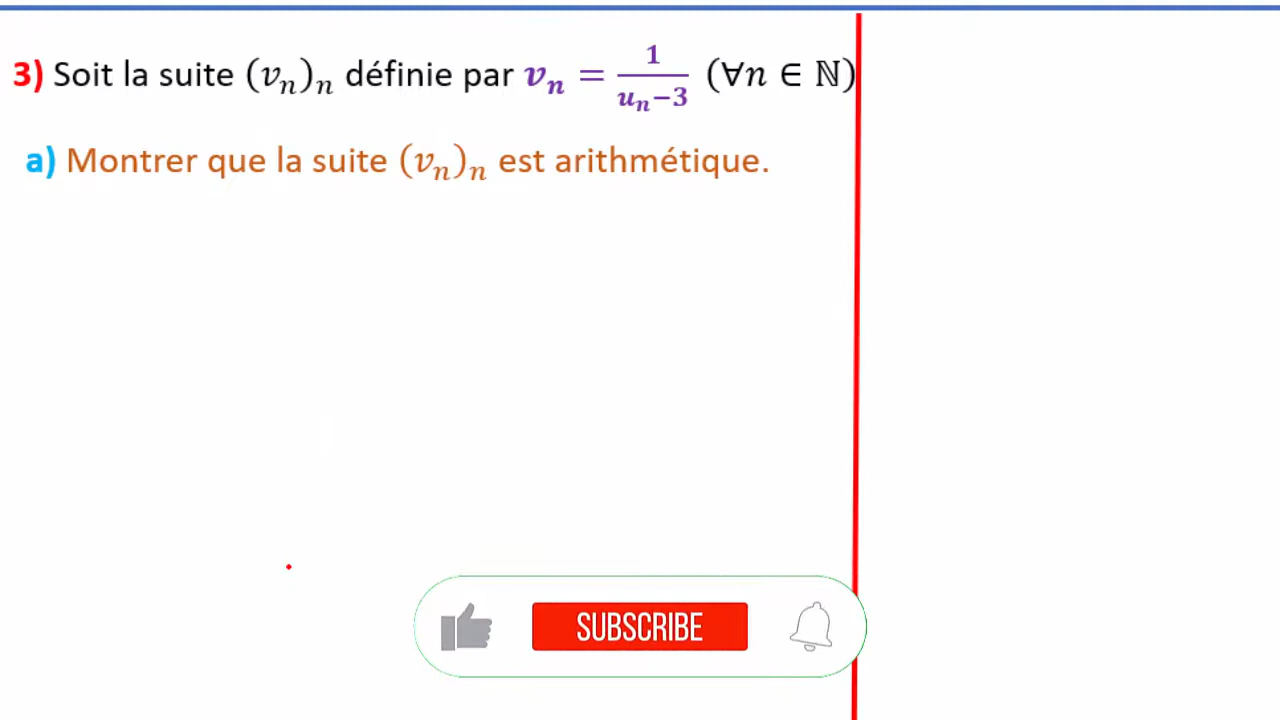 3) Soit la suite (vₙ)ₙ définie par vₙ = 1/(uₙ−3) (∀n ∈ ℕ)
a) Montrer que la suite (vₙ)ₙ est arithmétique.
SUBSCRIBE